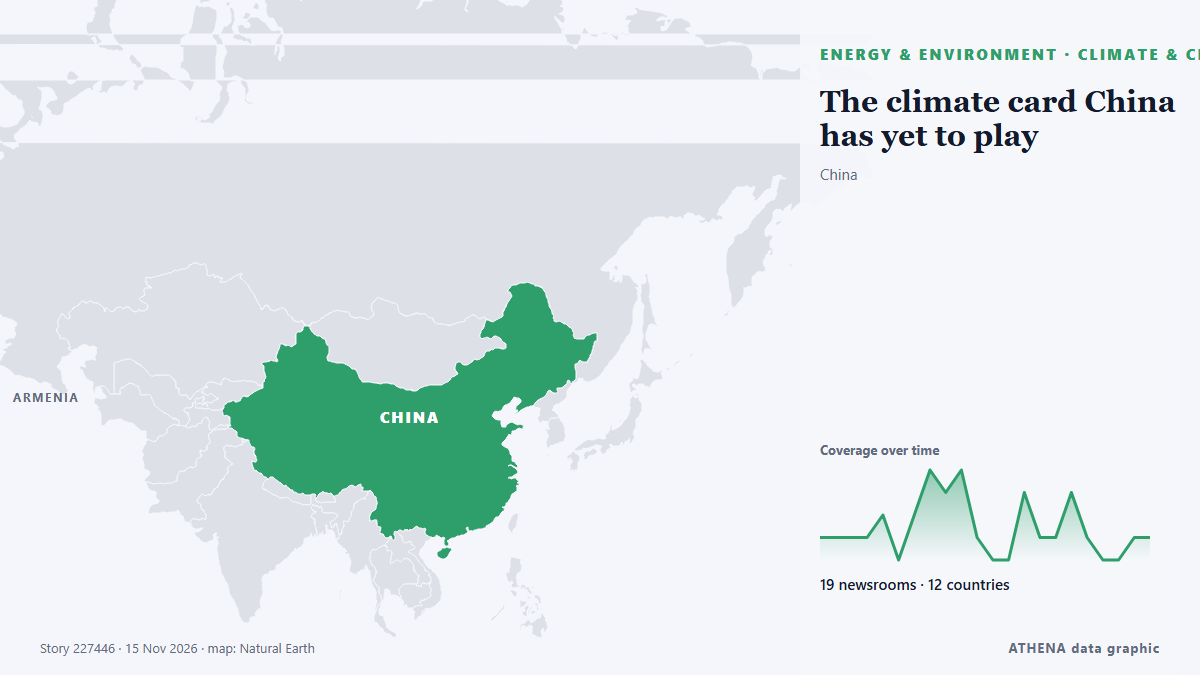 ENERGY & ENVIRONMENT · CLIMATE &
The climate card China
has yet to play
China
ARMENIA
CHINA
Coverage over time
19 newsrooms · 12 countries
Story 227446 · 15 Nov 2026 · map: Natural Earth
ATHENA data graphic